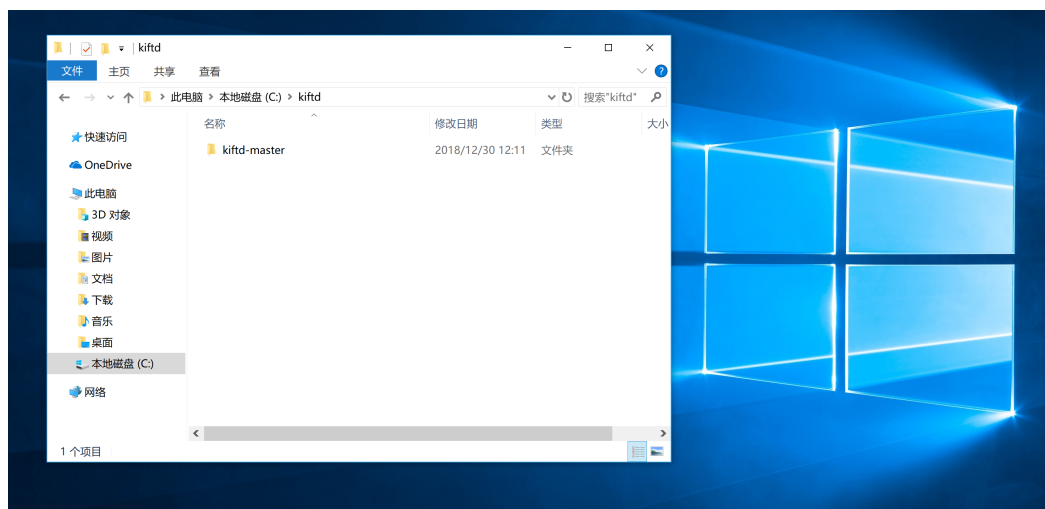 kiftd
文件 主页 共享 查看
此电脑 本地磁盘 (C:) kiftd 搜索"kiftd"
名称 修改日期 类型 大小
kiftd-master 2018/12/30 12:11 文件夹
快速访问
OneDrive
此电脑
3D 对象
视频
图片
文档
下载
音乐
桌面
本地磁盘 (C:)
网络
1 个项目